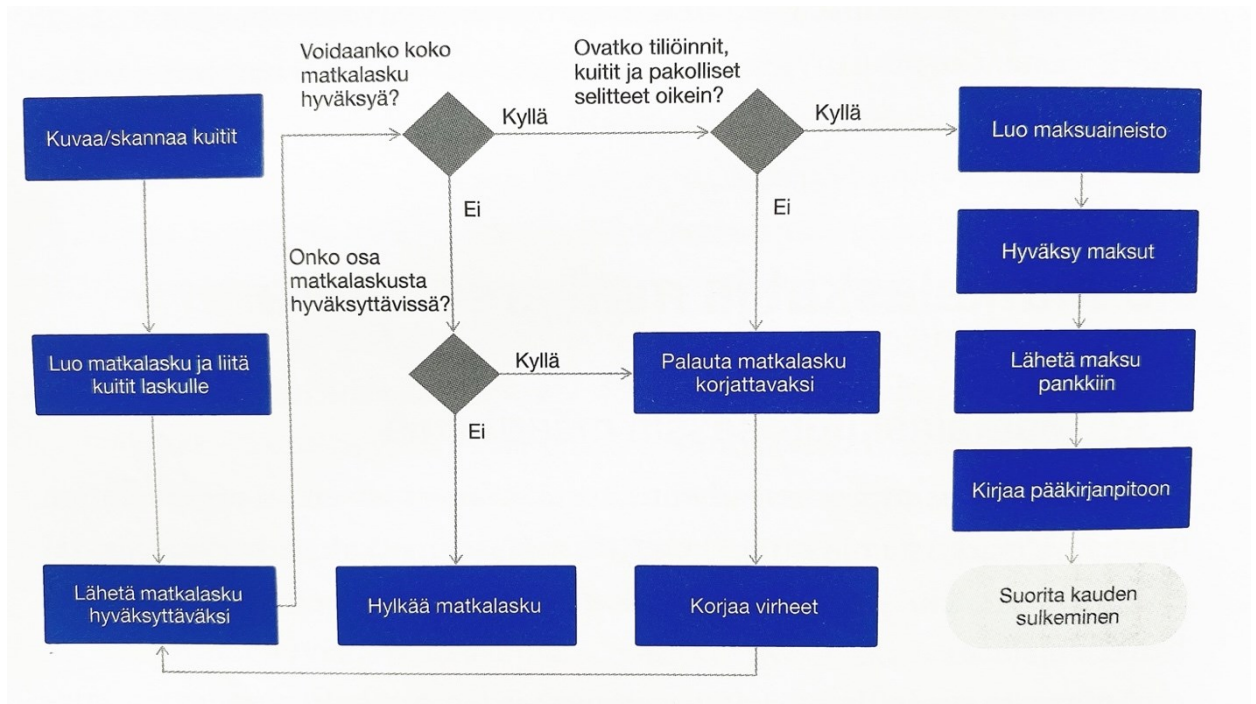 Kuvaa/skannaa kuitit
Luo matkalasku ja liitä
kuitit laskulle
Lähetä matkalasku
hyväksyttäväksi
Voidaanko koko
matkalasku
hyväksyä?
Kyllä
Ei
Onko osa
matkalaskusta
hyväksyttävissä?
Kyllä
Ei
Hylkää matkalasku
Ovatko tiliöinnit,
kuitit ja pakolliset
selitteet oikein?
Kyllä
Ei
Palauta matkalasku
korjattavaksi
Korjaa virheet
Luo maksuaineisto
Hyväksy maksut
Lähetä maksu
pankkiin
Kirjaa pääkirjanpitoon
Suorita kauden
sulkeminen